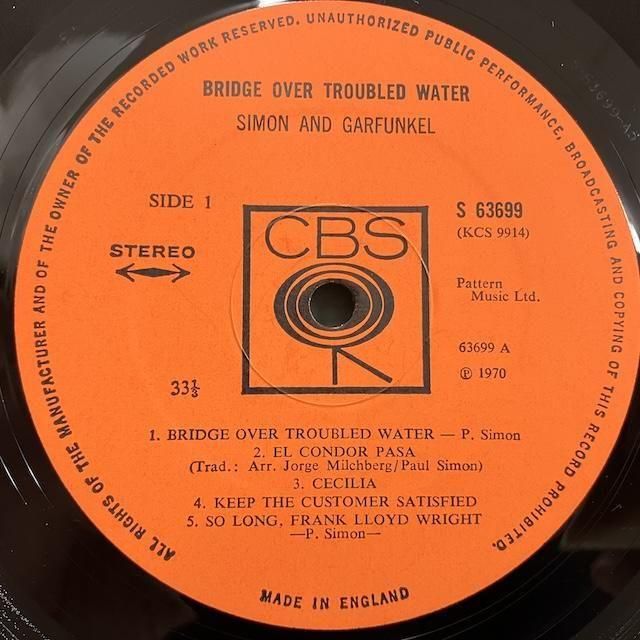 ALL RIGHTS OF THE MANUFACTURER AND OF THE OWNER OF THE RECORDED WORK RESERVED. UNAUTHORIZED PUBLIC PERFORMANCE, BROADCASTING AND COPYING OF THIS RECORD PROHIBITED.
BRIDGE OVER TROUBLED WATER
SIMON AND GARFUNKEL
SIDE 1
STEREO
33⅓
CBS
S 63699
(KCS 9914)
Pattern
Music Ltd.
63699 A
℗ 1970
1. BRIDGE OVER TROUBLED WATER — P. Simon
2. EL CONDOR PASA
(Trad.: Arr. Jorge Milchberg/Paul Simon)
3. CECILIA
4. KEEP THE CUSTOMER SATISFIED
5. SO LONG, FRANK LLOYD WRIGHT
—P. Simon—
MADE IN ENGLAND